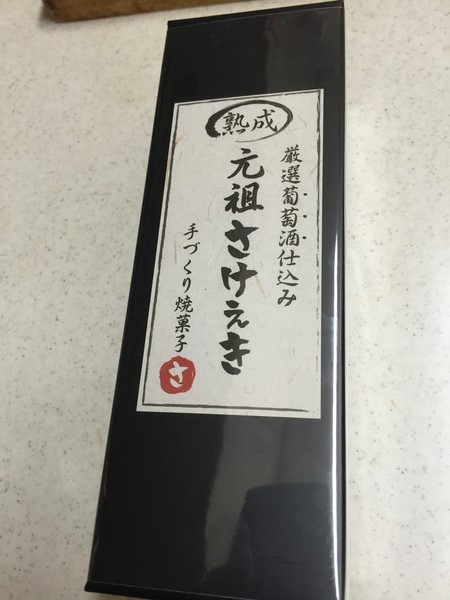 熟成
厳選葡萄酒仕込み
元祖さけぇき
手づくり焼菓子
さ